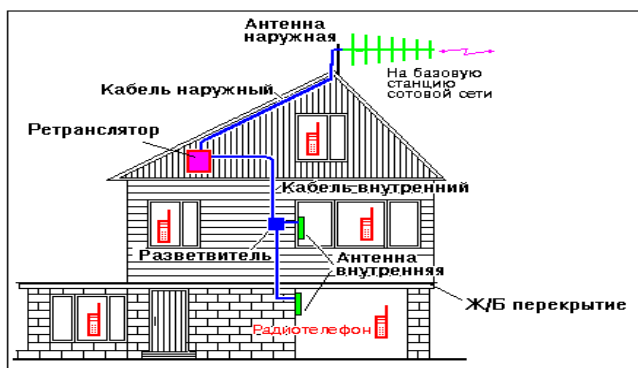 Антенна
наружная
На базовую
станцию
сотовой сети
Кабель наружный
Ретранслятор
Кабель внутренний
Разветвитель
Антенна
внутренняя
Ж/Б перекрытие
Радиотелефон